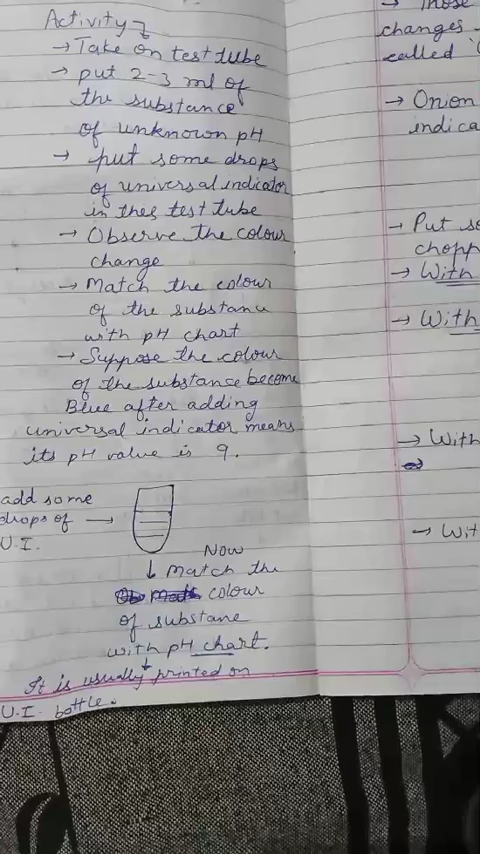 Activity
→ Take on test tube
→ put 2-3 ml of
the substance
of unknown pH
→ put some drops
of universal indicator
in thes test tube
→ Observe the colour
change
→ Match the colour
of the substanu
with pH chart
→ Suppose the colour
of the substance become
Blue after adding
universal indicator means
its pH value is 9.
add some
drops of →
U.I.
Now
↓ Match the
colour
of substane
with pH chart.
It is usually printed on
U.I. bottle.
→ Those
changes
called
→ Onion
indica
→ Put so
chopp
→ With
→ With
→ With
→ Wit